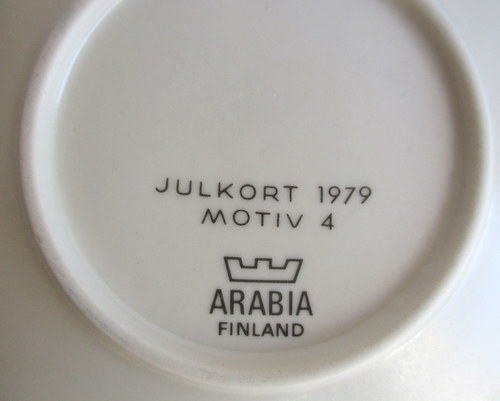 JULKORT 1979
MOTIV 4
ARABIA
FINLAND